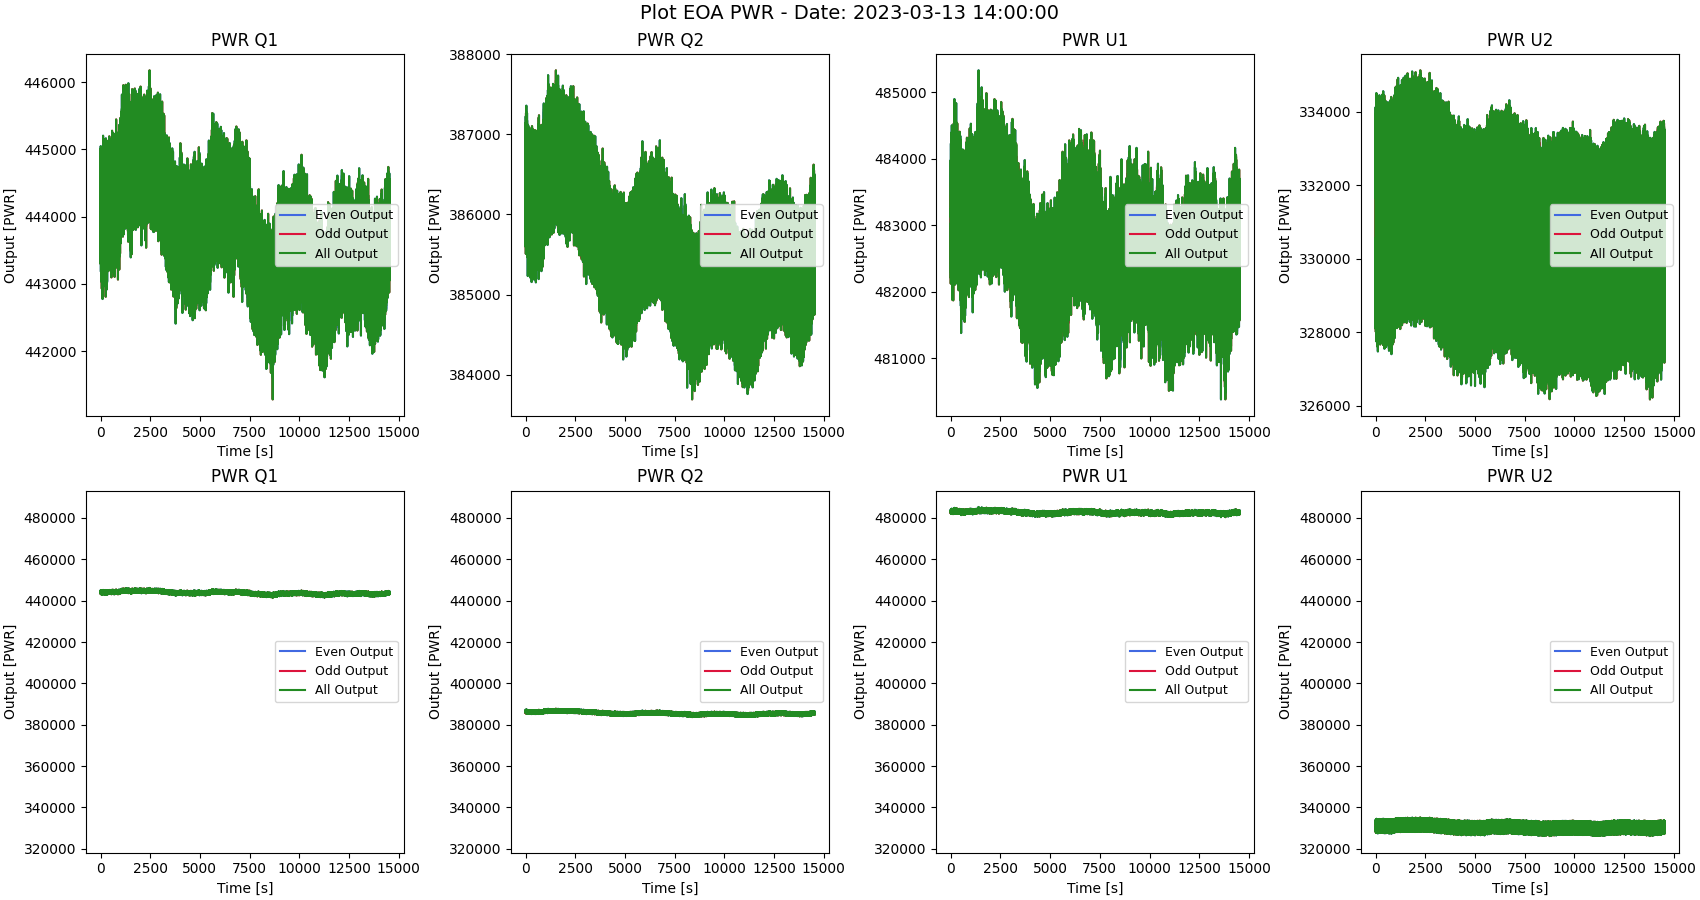 Plot EOA PWR - Date: 2023-03-13 14:00:00
PWR Q1
Output [PWR]
446000
445000
444000
443000
442000
Even Output
Odd Output
All Output
0 2500 5000 7500 10000 12500 15000
Time [s]
PWR Q2
Output [PWR]
388000
387000
386000
385000
384000
Even Output
Odd Output
All Output
0 2500 5000 7500 10000 12500 15000
Time [s]
PWR U1
Output [PWR]
485000
484000
483000
482000
481000
Even Output
Odd Output
All Output
0 2500 5000 7500 10000 12500 15000
Time [s]
PWR U2
Output [PWR]
334000
332000
330000
328000
326000
Even Output
Odd Output
All Output
0 2500 5000 7500 10000 12500 15000
Time [s]
PWR Q1
Output [PWR]
480000
460000
440000
420000
400000
380000
360000
340000
320000
Even Output
Odd Output
All Output
0 2500 5000 7500 10000 12500 15000
Time [s]
PWR Q2
Output [PWR]
480000
460000
440000
420000
400000
380000
360000
340000
320000
Even Output
Odd Output
All Output
0 2500 5000 7500 10000 12500 15000
Time [s]
PWR U1
Output [PWR]
480000
460000
440000
420000
400000
380000
360000
340000
320000
Even Output
Odd Output
All Output
0 2500 5000 7500 10000 12500 15000
Time [s]
PWR U2
Output [PWR]
480000
460000
440000
420000
400000
380000
360000
340000
320000
Even Output
Odd Output
All Output
0 2500 5000 7500 10000 12500 15000
Time [s]